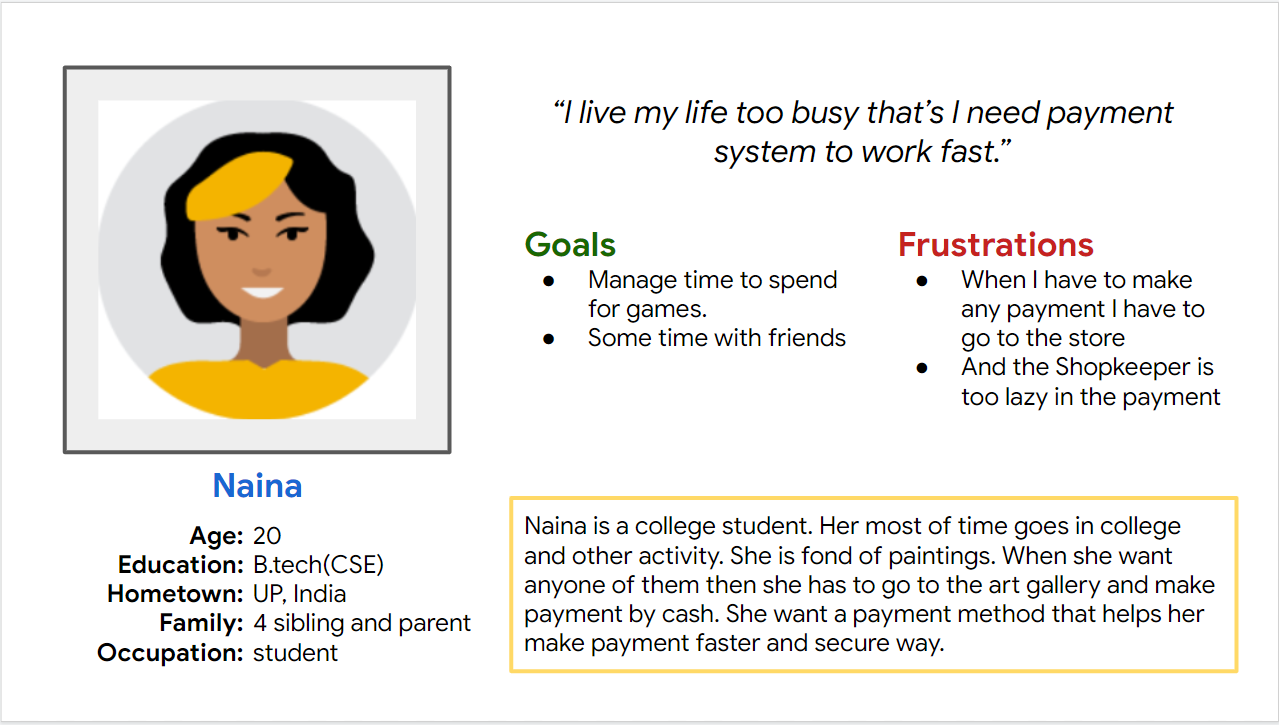 “I live my life too busy that’s I need payment
system to work fast.”
Goals
● Manage time to spend
for games.
● Some time with friends
Frustrations
● When I have to make
any payment I have to
go to the store
● And the Shopkeeper is
too lazy in the payment
Naina
Age: 20
Education: B.tech(CSE)
Hometown: UP, India
Family: 4 sibling and parent
Occupation: student
Naina is a college student. Her most of time goes in college
and other activity. She is fond of paintings. When she want
anyone of them then she has to go to the art gallery and make
payment by cash. She want a payment method that helps her
make payment faster and secure way.